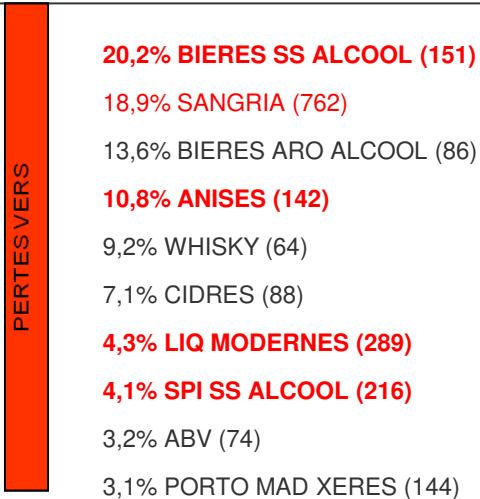 PERTES VERS
20,2% BIERES SS ALCOOL (151)
18,9% SANGRIA (762)
13,6% BIERES ARO ALCOOL (86)
10,8% ANISES (142)
9,2% WHISKY (64)
7,1% CIDRES (88)
4,3% LIQ MODERNES (289)
4,1% SPI SS ALCOOL (216)
3,2% ABV (74)
3,1% PORTO MAD XERES (144)